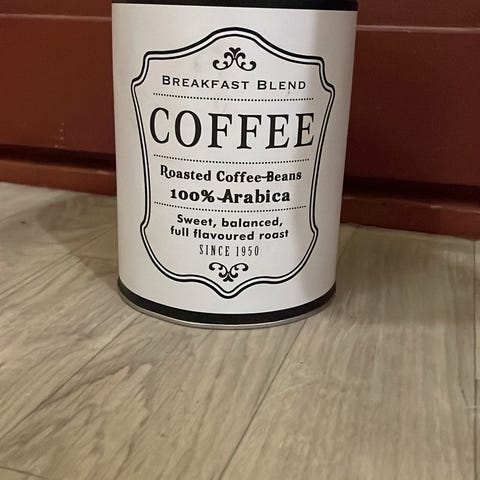 BREAKFAST BLEND
COFFEE
Roasted Coffee-Beans
100% Arabica
Sweet, balanced,
full flavoured roast
SINCE 1950